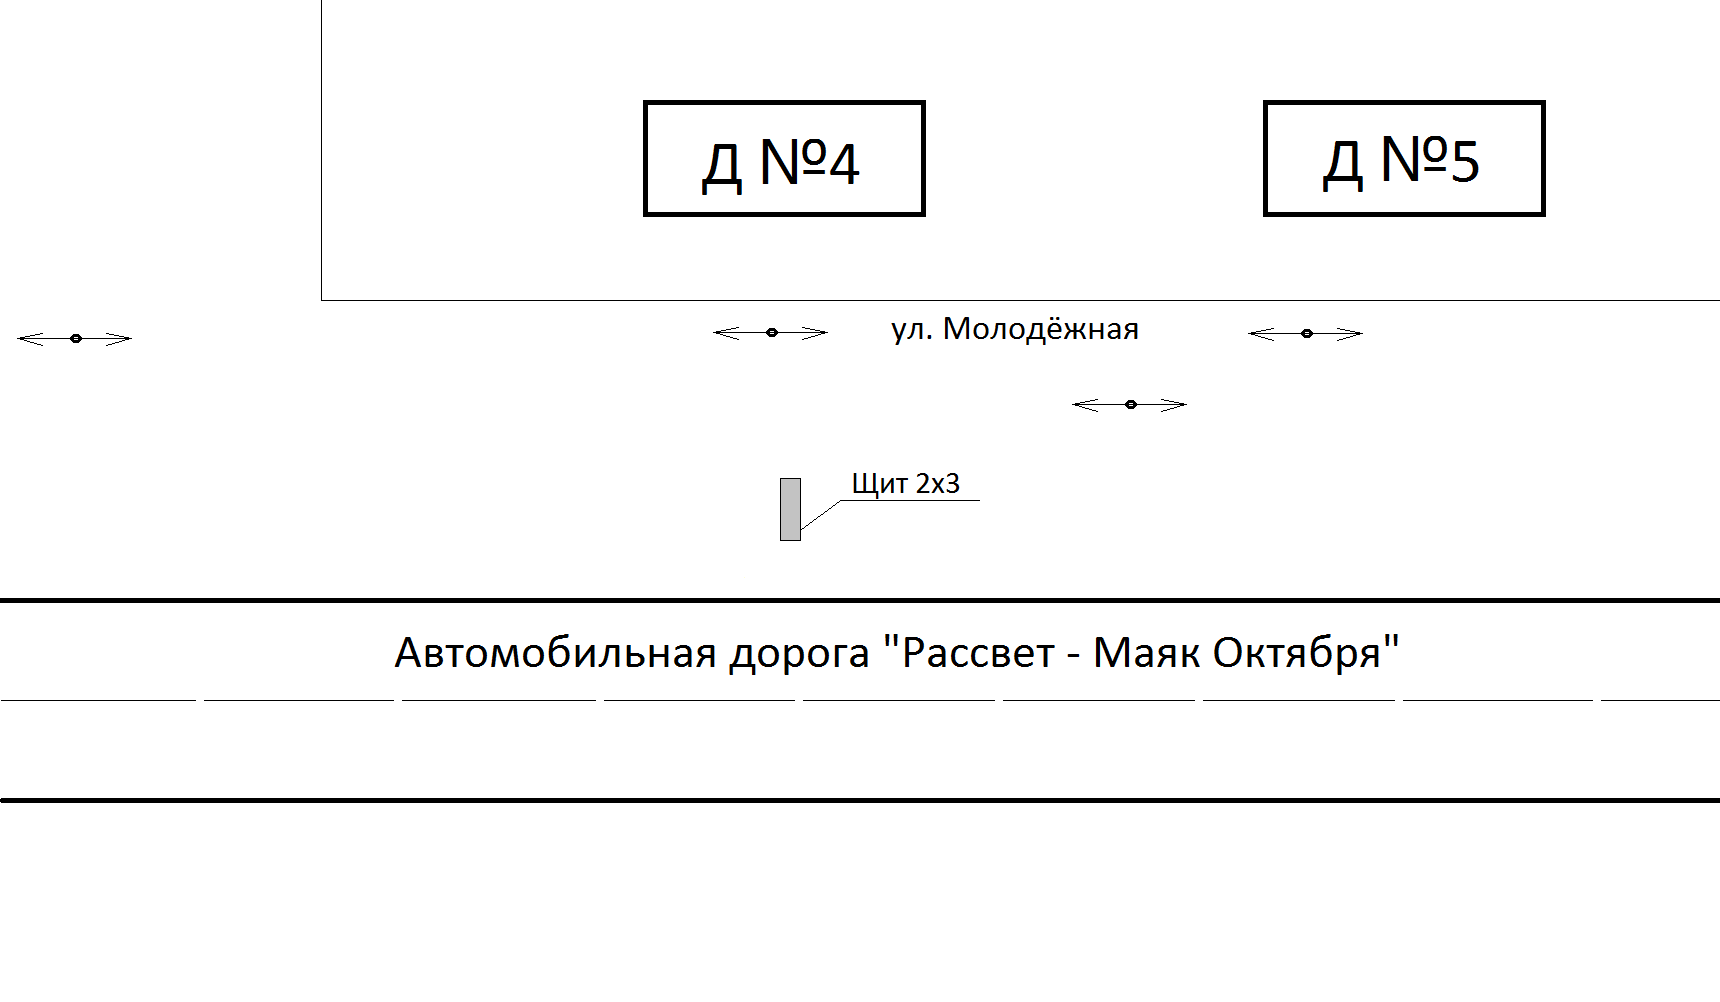 Д №4
Д №5
ул. Молодёжная
Щит 2х3
Автомобильная дорога "Рассвет - Маяк Октября"